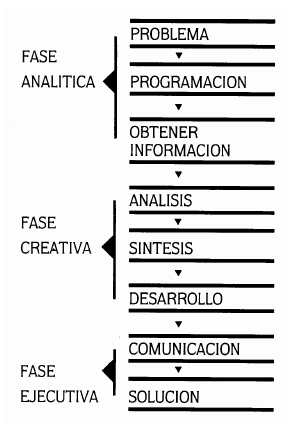 PROBLEMA
FASE
ANALITICA
PROGRAMACION
OBTENER
INFORMACION
ANALISIS
FASE
CREATIVA
SINTESIS
DESARROLLO
COMUNICACION
FASE
EJECUTIVA
SOLUCION